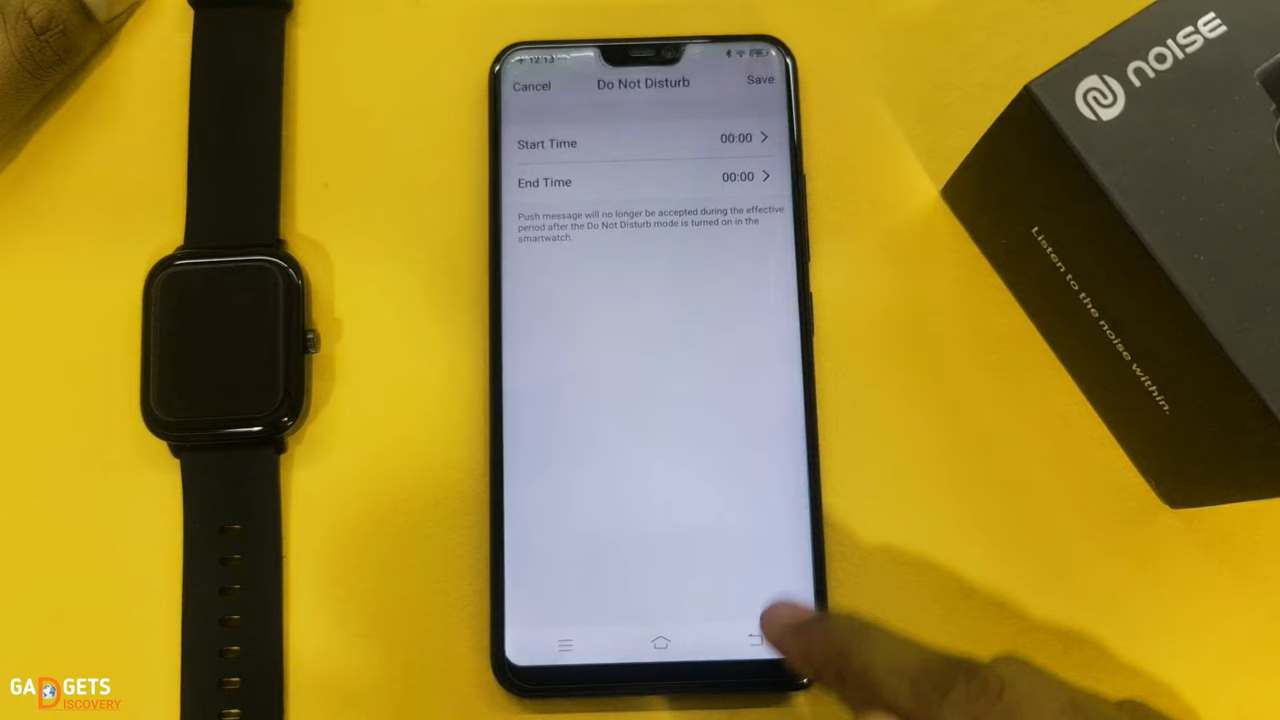 12:13
Cancel Do Not Disturb Save
Start Time 00:00
End Time 00:00
Push message will no longer be accepted during the effective
period after the Do Not Disturb mode is turned on in the
smartwatch.
NOISE
Listen to the noise within.
GADGETS
DISCOVERY